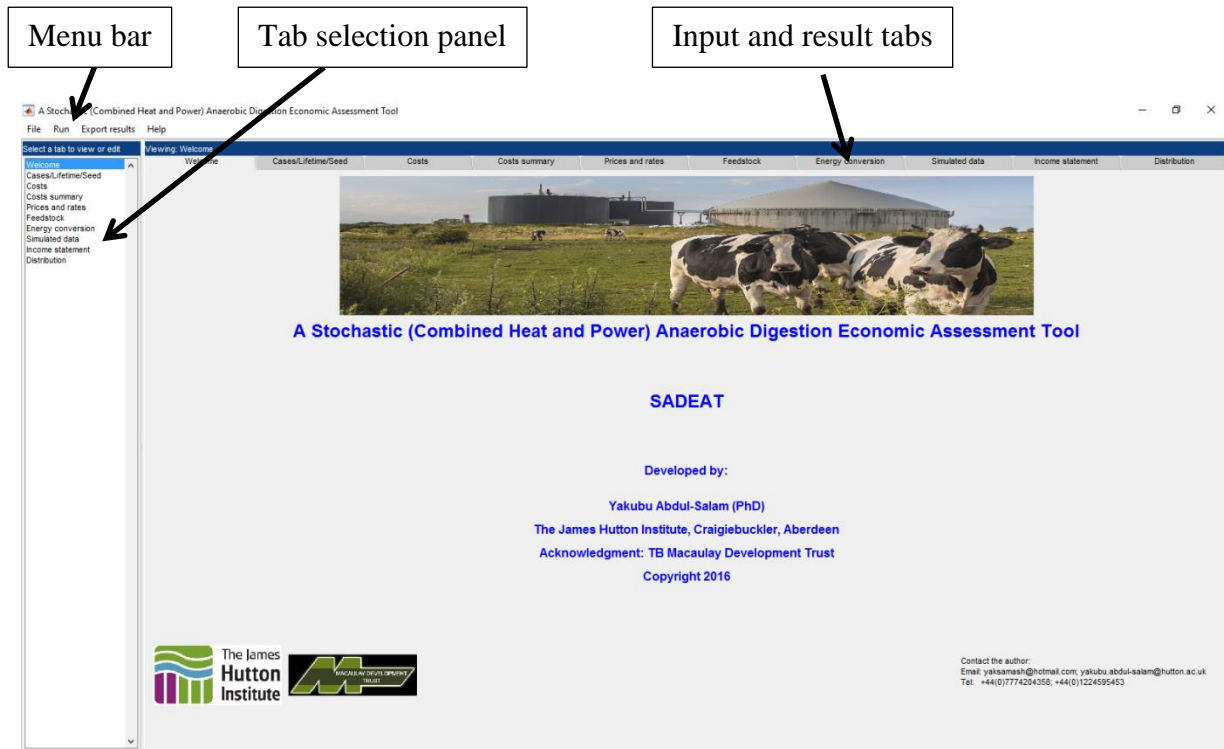 Menu bar
Tab selection panel
Input and result tabs
A Stochastic (Combined Heat and Power) Anaerobic Digestion Economic Assessment Tool
File Run Export results Help
Select a tab to view or edit
Viewing: Welcome
Welcome
Cases/Lifetime/Seed
Costs
Costs summary
Prices and rates
Feedstock
Energy conversion
Simulated data
Income statement
Distribution
Welcome Cases/Lifetime/Seed Costs Costs summary Prices and rates Feedstock Energy conversion Simulated data Income statement Distribution
A Stochastic (Combined Heat and Power) Anaerobic Digestion Economic Assessment Tool
SADEAT
Developed by:
Yakubu Abdul-Salam (PhD)
The James Hutton Institute, Craigiebuckler, Aberdeen
Acknowledgment: TB Macaulay Development Trust
Copyright 2016
The James
Hutton
Institute
MACAULAY DEVELOPMENT
TRUST
Contact the author:
Email: yaksamash@hotmail.com; yakubu.abdul-salam@hutton.ac.uk
Tel: +44(0)7774204358; +44(0)1224595453